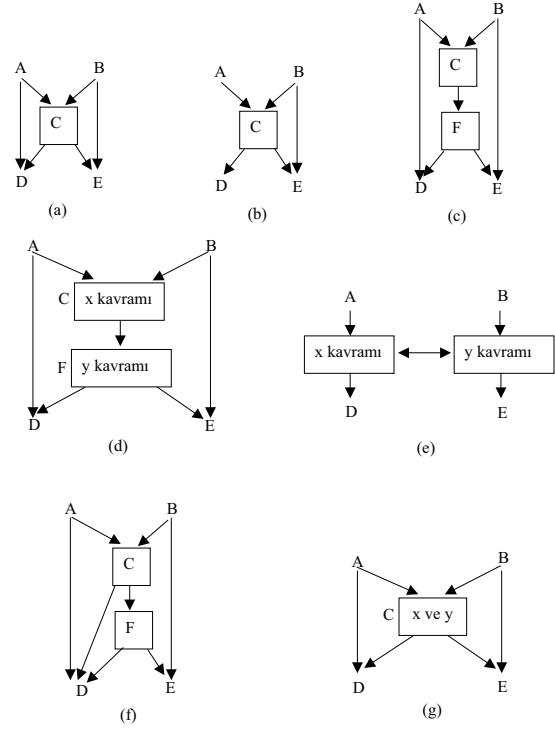 A B
C
D E
(a)
A B
C
D E
(b)
A B
C
F
D E
(c)
A B
C x kavramı
F y kavramı
D E
(d)
A B
x kavramı y kavramı
D E
(e)
A B
C
F
D E
(f)
A B
C x ve y
D E
(g)